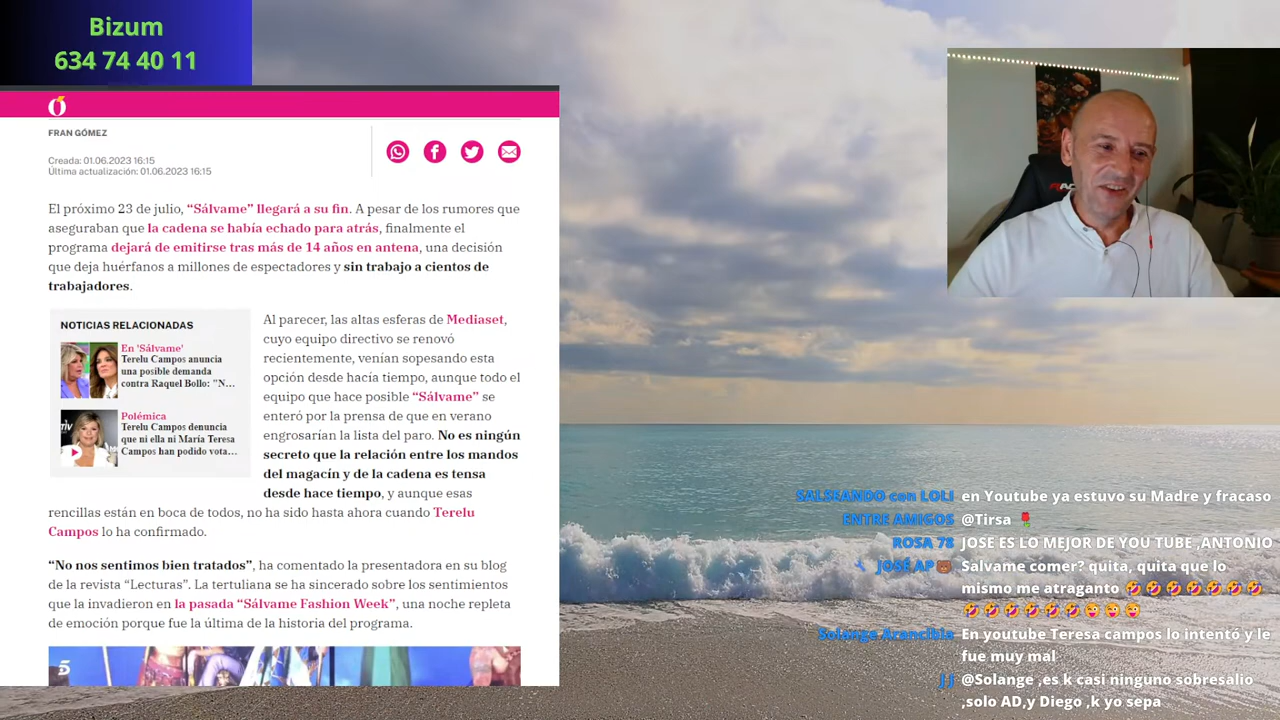 Bizum
634 74 40 11
FRAN GÓMEZ
Creada: 01.06.2023 16:15
Última actualización: 01.06.2023 16:15
El próximo 23 de julio, “Sálvame” llegará a su fin. A pesar de los rumores que
aseguraban que la cadena se había echado para atrás, finalmente el
programa dejará de emitirse tras más de 14 años en antena, una decisión
que deja huérfanos a millones de espectadores y sin trabajo a cientos de
trabajadores.
NOTICIAS RELACIONADAS
En 'Sálvame'
Terelu Campos anuncia
una posible demanda
contra Raquel Bollo: "N...
Polémica
Terelu Campos denuncia
que ni ella ni María Teresa
Campos han podido vota...
Al parecer, las altas esferas de Mediaset,
cuyo equipo directivo se renovó
recientemente, venían sopesando esta
opción desde hacía tiempo, aunque todo el
equipo que hace posible “Sálvame” se
enteró por la prensa de que en verano
engrosarían la lista del paro. No es ningún
secreto que la relación entre los mandos
del magacín y de la cadena es tensa
desde hace tiempo, y aunque esas
rencillas están en boca de todos, no ha sido hasta ahora cuando Terelu
Campos lo ha confirmado.
“No nos sentimos bien tratados”, ha comentado la presentadora en su blog
de la revista “Lecturas”. La tertuliana se ha sincerado sobre los sentimientos
que la invadieron en la pasada “Sálvame Fashion Week”, una noche repleta
de emoción porque fue la última de la historia del programa.
5
SALSEANDO con LOLI en Youtube ya estuvo su Madre y fracaso
ENTRE AMIGOS @Tirsa 🌹
ROSA 78 JOSE ES LO MEJOR DE YOU TUBE ,ANTONIO
JOSÉ AP🐻 Salvame comer? quita, quita que lo
mismo me atraganto 🤣🤣🤣🤣🤣🤣🤣
🤣🤣🤣🤣🤣🤣😜😜😜
Solange Arancibia En youtube Teresa campos lo intentó y le
fue muy mal
J J @Solange ,es k casi ninguno sobresalio
,solo AD,y Diego ,k yo sepa